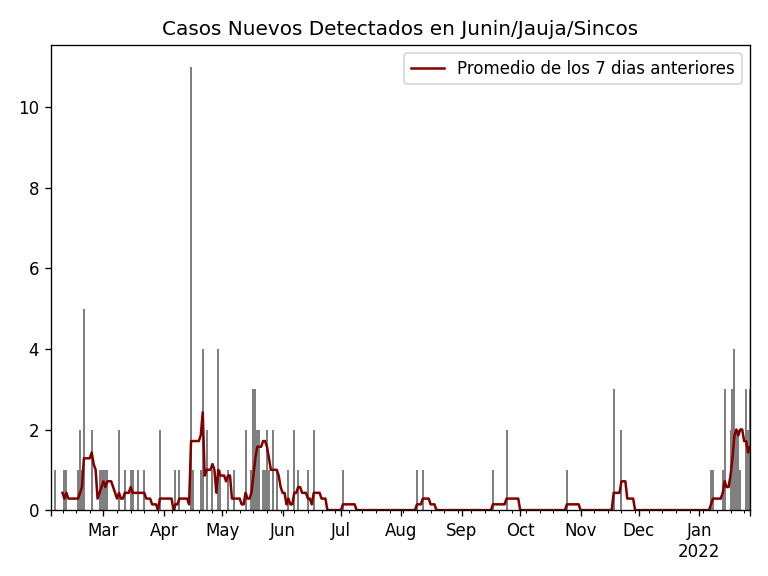 Casos Nuevos Detectados en Junin/Jauja/Sincos
Promedio de los 7 dias anteriores
10
8
6
4
2
0
Mar Apr May Jun Jul Aug Sep Oct Nov Dec Jan
2022